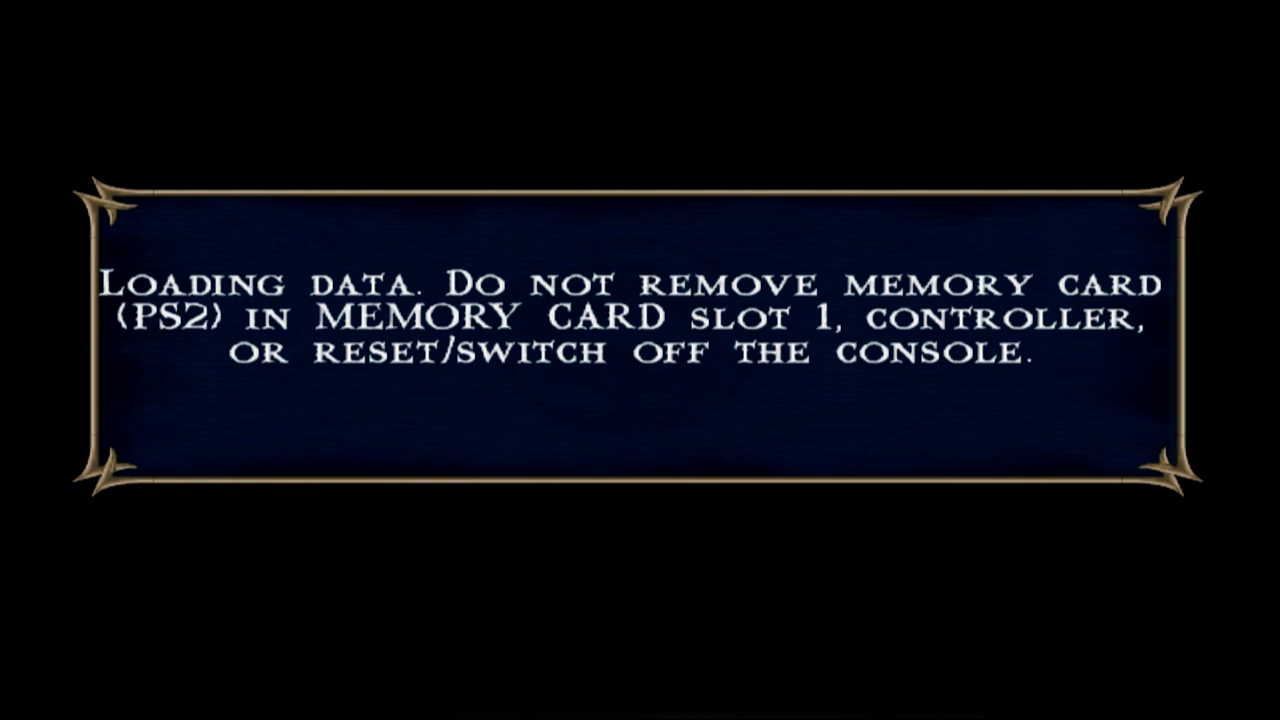 Loading data. Do not remove memory card
(PS2) in MEMORY CARD slot 1, controller,
or reset/switch off the console.